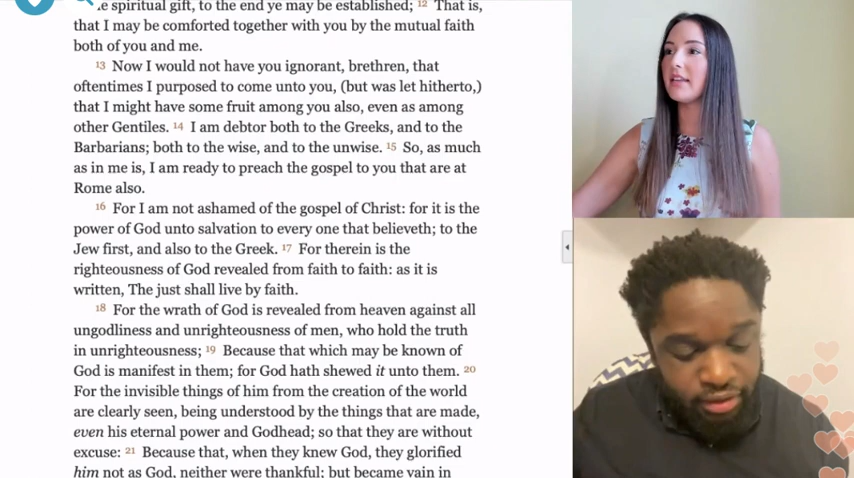 e spiritual gift, to the end ye may be established; 12 That is,
that I may be comforted together with you by the mutual faith
both of you and me.
13 Now I would not have you ignorant, brethren, that
oftentimes I purposed to come unto you, (but was let hitherto,)
that I might have some fruit among you also, even as among
other Gentiles. 14 I am debtor both to the Greeks, and to the
Barbarians; both to the wise, and to the unwise. 15 So, as much
as in me is, I am ready to preach the gospel to you that are at
Rome also.
16 For I am not ashamed of the gospel of Christ: for it is the
power of God unto salvation to every one that believeth; to the
Jew first, and also to the Greek. 17 For therein is the
righteousness of God revealed from faith to faith: as it is
written, The just shall live by faith.
18 For the wrath of God is revealed from heaven against all
ungodliness and unrighteousness of men, who hold the truth
in unrighteousness; 19 Because that which may be known of
God is manifest in them; for God hath shewed it unto them. 20
For the invisible things of him from the creation of the world
are clearly seen, being understood by the things that are made,
even his eternal power and Godhead; so that they are without
excuse: 21 Because that, when they knew God, they glorified
him not as God, neither were thankful; but became vain in